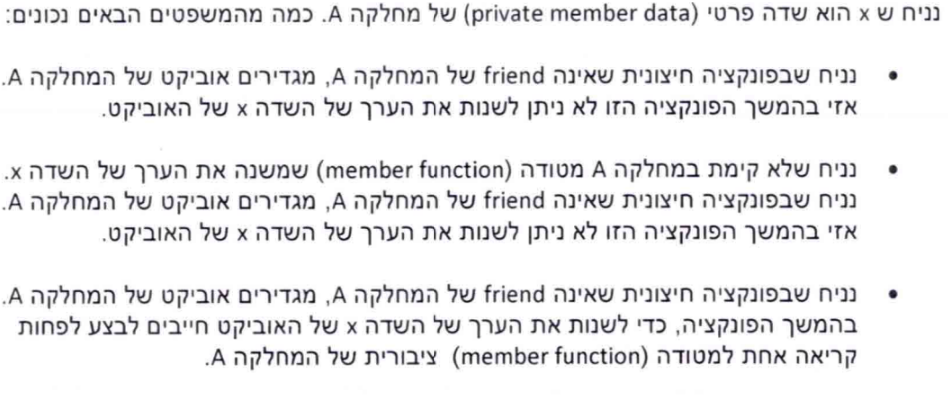 נניח ש x הוא שדה פרטי (private member data) של מחלקה A. כמה מהמשפטים הבאים נכונים:
• נניח שבפונקציה חיצונית שאינה friend של המחלקה A, מגדירים אוביקט של המחלקה A.
אזי בהמשך הפונקציה הזו לא ניתן לשנות את הערך של השדה x של האוביקט.
• נניח שלא קימת במחלקה A מטודה (member function) שמשנה את הערך של השדה x.
נניח שבפונקציה חיצונית שאינה friend של המחלקה A, מגדירים אוביקט של המחלקה A.
אזי בהמשך הפונקציה הזו לא ניתן לשנות את הערך של השדה x של האוביקט.
• נניח שבפונקציה חיצונית שאינה friend של המחלקה A, מגדירים אוביקט של המחלקה A.
בהמשך הפונקציה, כדי לשנות את הערך של השדה x של האוביקט חייבים לבצע לפחות
קריאה אחת למטודה (member function) ציבורית של המחלקה A.